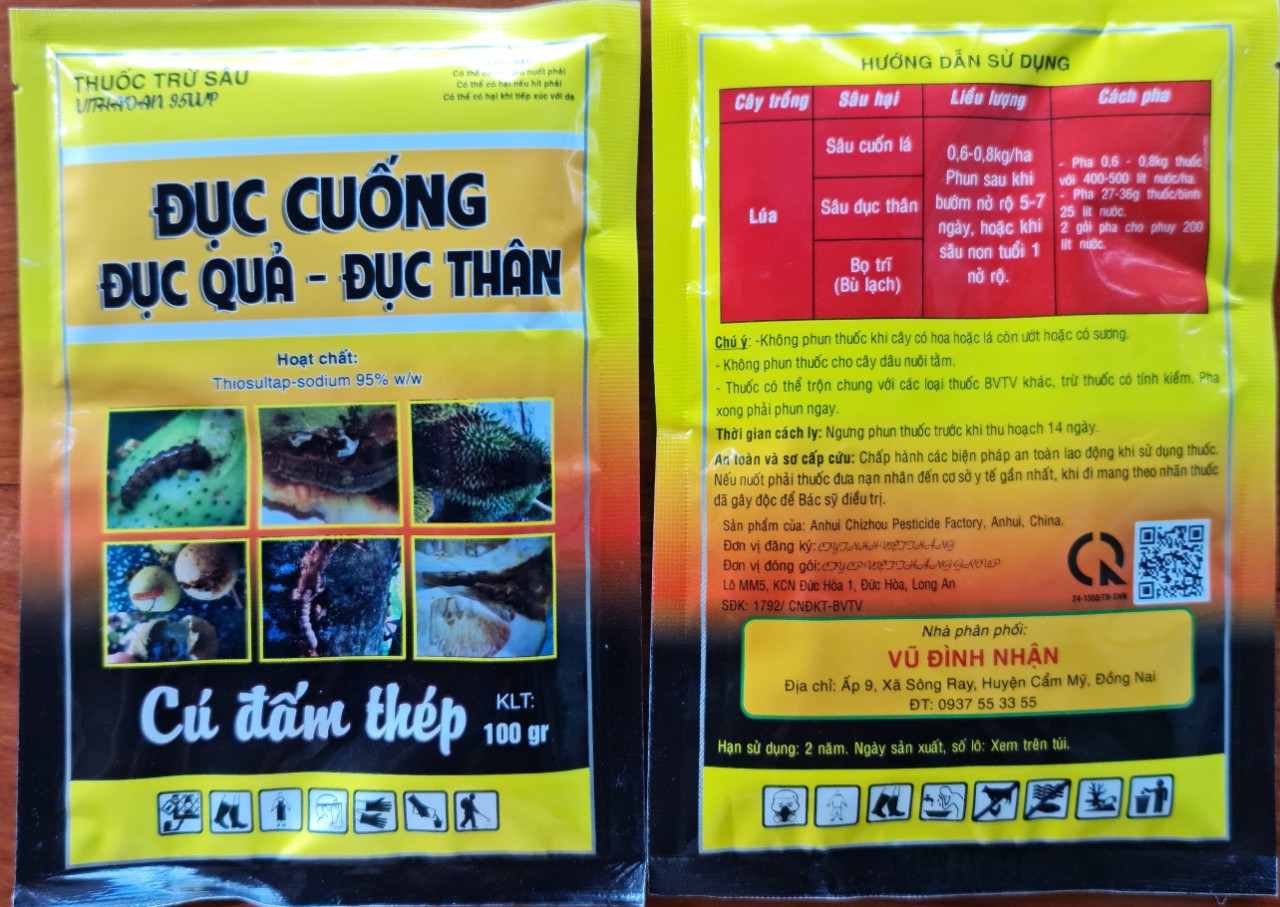 THUỐC TRỪ SÂU
VITHADAN 95WP
nuốt phải
Có thể có hại nếu hít phải
Có thể có hại khi tiếp xúc với da
ĐỤC CUỐNG
ĐỤC QUẢ - ĐỤC THÂN
Hoạt chất:
Thiosultap-sodium 95% w/w
Cú đấm thép
KLT:
100 gr
HƯỚNG DẪN SỬ DỤNG
Cây trồng Sâu hại Liều lượng Cách pha
Lúa
Sâu cuốn lá
Sâu đục thân
Bọ trĩ
(Bù lạch)
0,6-0,8kg/ha
Phun sau khi
bướm nở rộ 5-7
ngày, hoặc khi
sâu non tuổi 1
nở rộ.
- Pha 0,6 - 0,8kg thuốc
với 400-500 lít nước/ha.
- Pha 27-36g thuốc/bình
25 lít nước.
2 gói pha cho phuy 200
lít nước.
Chú ý: -Không phun thuốc khi cây có hoa hoặc lá còn ướt hoặc có sương.
- Không phun thuốc cho cây dâu nuôi tằm.
- Thuốc có thể trộn chung với các loại thuốc BVTV khác, trừ thuốc có tính kiềm. Pha
xong phải phun ngay.
Thời gian cách ly: Ngưng phun thuốc trước khi thu hoạch 14 ngày.
An toàn và sơ cấp cứu: Chấp hành các biện pháp an toàn lao động khi sử dụng thuốc.
Nếu nuốt phải thuốc đưa nạn nhân đến cơ sở y tế gần nhất, khi đi mang theo nhãn thuốc
đã gây độc để Bác sỹ điều trị.
Sản phẩm của: Anhui Chizhou Pesticide Factory, Anhui, China.
Đơn vị đăng ký: CTY TNHH VIỆT THẮNG
Đơn vị đóng gói: CTY CP VIỆT THẮNG GROUP
Lô MM5, KCN Đức Hòa 1, Đức Hòa, Long An
SĐK: 1792/ CNĐKT-BVTV
Nhà phân phối:
VŨ ĐÌNH NHẬN
Địa chỉ: Ấp 9, Xã Sông Ray, Huyện Cẩm Mỹ, Đồng Nai
ĐT: 0937 55 33 55
Hạn sử dụng: 2 năm. Ngày sản xuất, số lô: Xem trên túi.